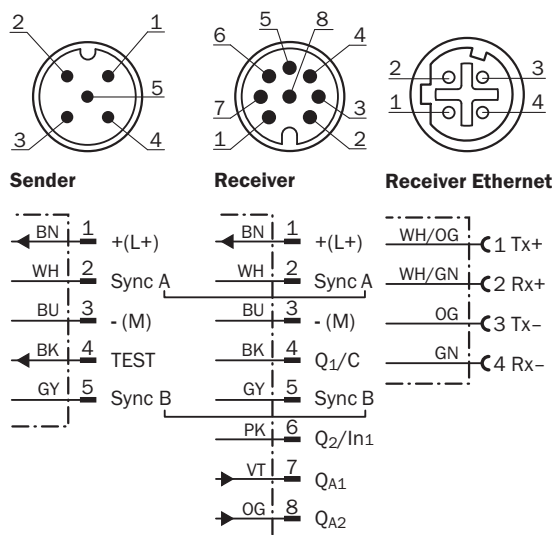 2 1 5 3 4
5 8 6 4 7 3 1 2
2 3 1 4
Sender
BN 1 +(L+)
WH 2 Sync A
BU 3 - (M)
BK 4 TEST
GY 5 Sync B
Receiver
BN 1 +(L+)
WH 2 Sync A
BU 3 - (M)
BK 4 Q1/C
GY 5 Sync B
PK 6 Q2/In1
VT 7 QA1
OG 8 QA2
Receiver Ethernet
WH/OG 1 Tx+
WH/GN 2 Rx+
OG 3 Tx–
GN 4 Rx–